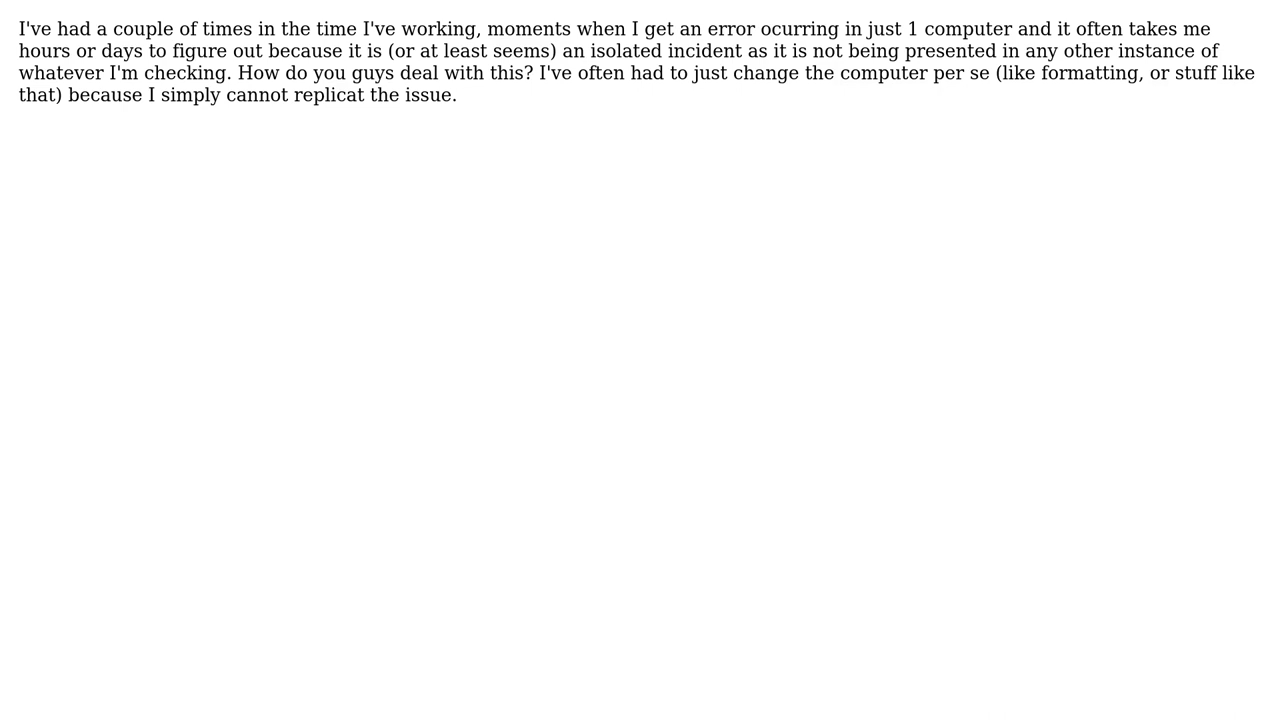 I've had a couple of times in the time I've working, moments when I get an error ocurring in just 1 computer and it often takes me
hours or days to figure out because it is (or at least seems) an isolated incident as it is not being presented in any other instance of
whatever I'm checking. How do you guys deal with this? I've often had to just change the computer per se (like formatting, or stuff like
that) because I simply cannot replicat the issue.